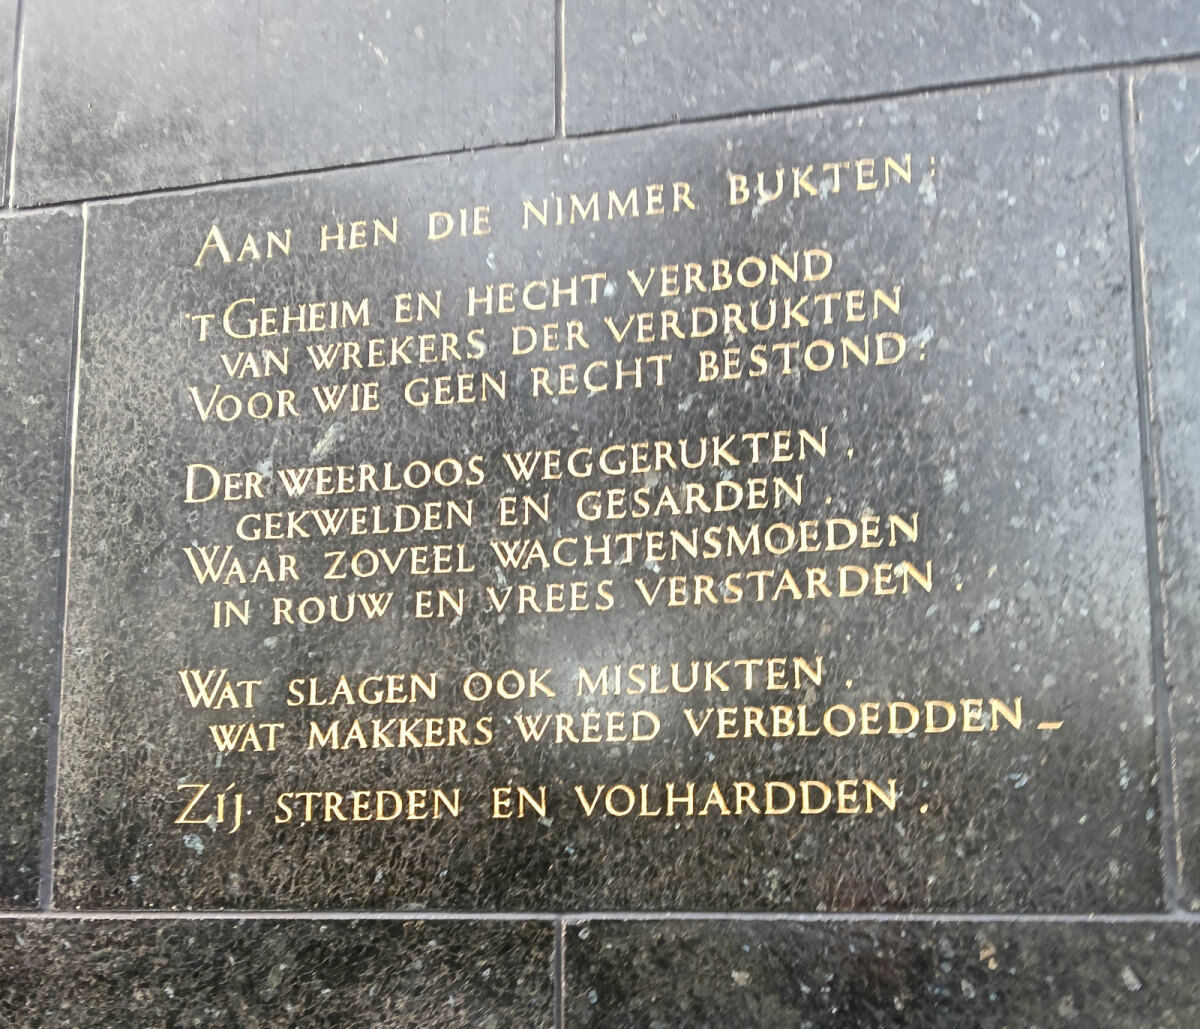 AAN HEN DIE NIMMER BUKTEN:
'T GEHEIM EN HECHT VERBOND
VAN WREKERS DER VERDRUKTEN
VOOR WIE GEEN RECHT BESTOND:
DER WEERLOOS WEGGERUKTEN,
GEKWELDEN EN GESARDEN.
WAAR ZOVEEL WACHTENSMOEDEN
IN ROUW EN VREES VERSTARDEN.
WAT SLAGEN OOK MISLUKTEN,
WAT MAKKERS WREED VERBLOEDDEN –
ZÍJ STREDEN EN VOLHARDDEN.